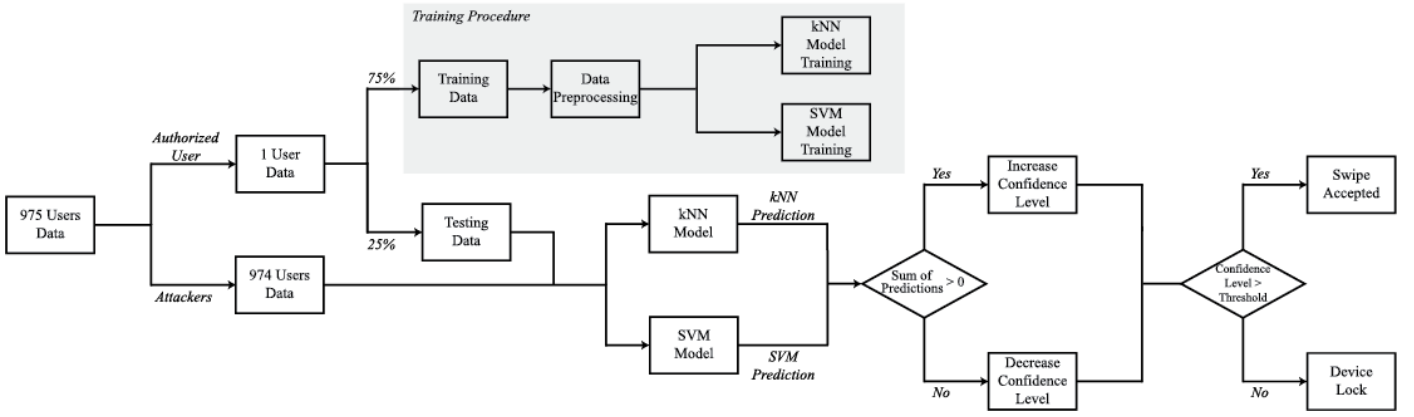 Training Procedure
kNN
Model
Training
75%
Training
Data
Data
Preprocessing
SVM
Model
Training
Authorized
User
1 User
Data
975 Users
Data
25%
Testing
Data
Attackers
974 Users
Data
kNN
Model
kNN
Prediction
SVM
Model
SVM
Prediction
Sum of
Predictions > 0
Yes
Increase
Confidence
Level
No
Decrease
Confidence
Level
Confidence
Level >
Threshold
Yes
Swipe
Accepted
No
Device
Lock